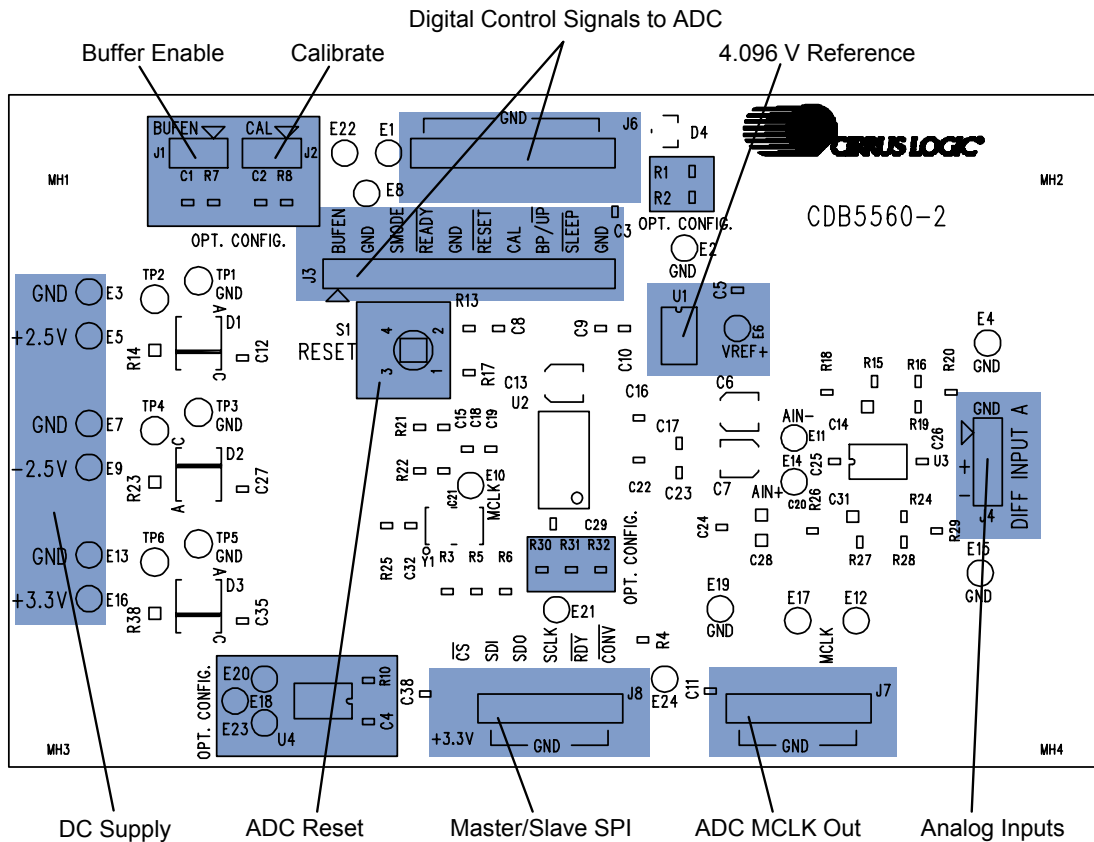 Digital Control Signals to ADC
Buffer Enable
Calibrate
4.096 V Reference
BUFEN
CAL
J1
J2
C1 R7 C2 R8
OPT. CONFIG.
E22
E1
E8
GND
J6
D4
R1
R2
OPT. CONFIG.
CIRRUS LOGIC®
MH1
MH2
CDB5560-2
BUFEN
GND
SMODE
READY
GND
RESET
CAL
BP/UP
SLEEP
GND
J3
C3
E2
GND
GND E3
+2.5V E5
GND E7
-2.5V E9
GND E13
+3.3V E16
TP2
TP1
GND
A
D1
R14
C
C12
TP4
TP3
GND
C
D2
R23
A
C27
TP6
TP5
GND
A
D3
R38
C
C35
S1
RESET
4
2
3
1
R13
C8
R17
C9
C10
U1
C5
E6
VREF+
E4
GND
C13
U2
C16
C17
C22
C23
C6
C7
R21
R22
C15
C18
C19
E10
MCLK
C21
Y1
R25
C32
R3 R5 R6
C29
R30 R31 R32
OPT. CONFIG.
E21
AIN-
E11
E14
AIN+
C20
C24
C25
C28
R26
C31
R18
R15
R16
R20
C14
R19
C26
U3
R24
R27
R28
R29
GND
+
-
J4
DIFF INPUT A
E15
GND
E19
GND
E17
E12
MCLK
R4
E24
CS
SDI
SDO
SCLK
RDY
CONV
C38
J8
+3.3V
GND
C11
J7
GND
OPT. CONFIG.
E20
E18
E23
U4
R10
C4
MH3
MH4
DC Supply
ADC Reset
Master/Slave SPI
ADC MCLK Out
Analog Inputs